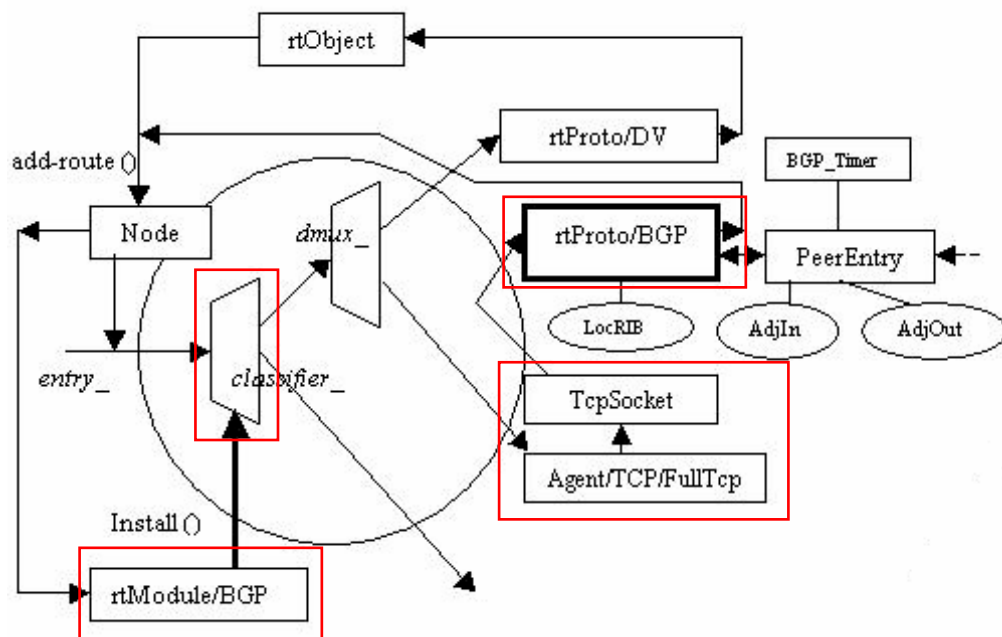 rtObject
rtProto/DV
add-route ()
BGP_Timer
Node
dmux_
rtProto/BGP
PeerEntry
LocRIB
AdjIn
AdjOut
entry_
classifier_
TcpSocket
Agent/TCP/FullTcp
Install ()
rtModule/BGP